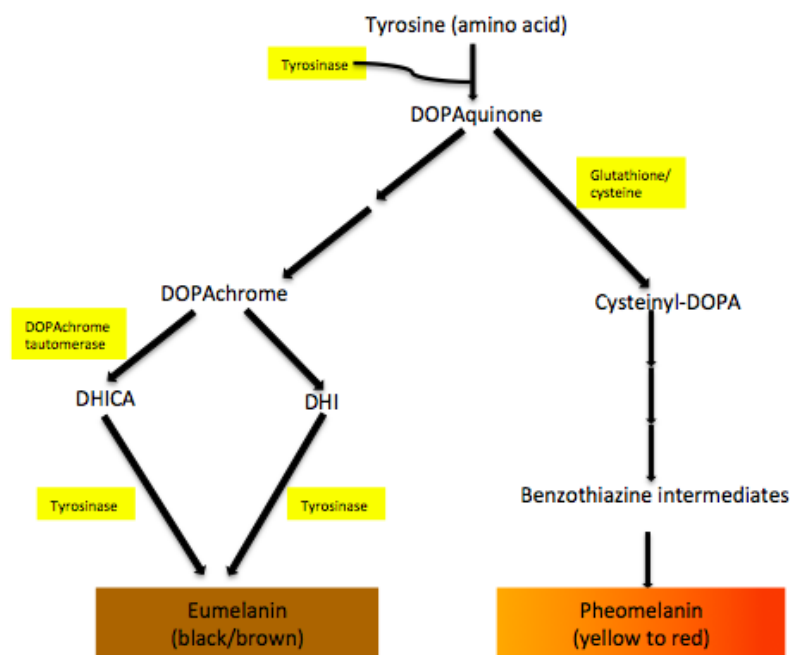 Tyrosine (amino acid)
Tyrosinase
DOPAquinone
Glutathione/
cysteine
DOPAchrome
Cysteinyl-DOPA
DOPAchrome
tautomerase
DHICA
DHI
Tyrosinase
Tyrosinase
Benzothiazine intermediates
Eumelanin
(black/brown)
Pheomelanin
(yellow to red)